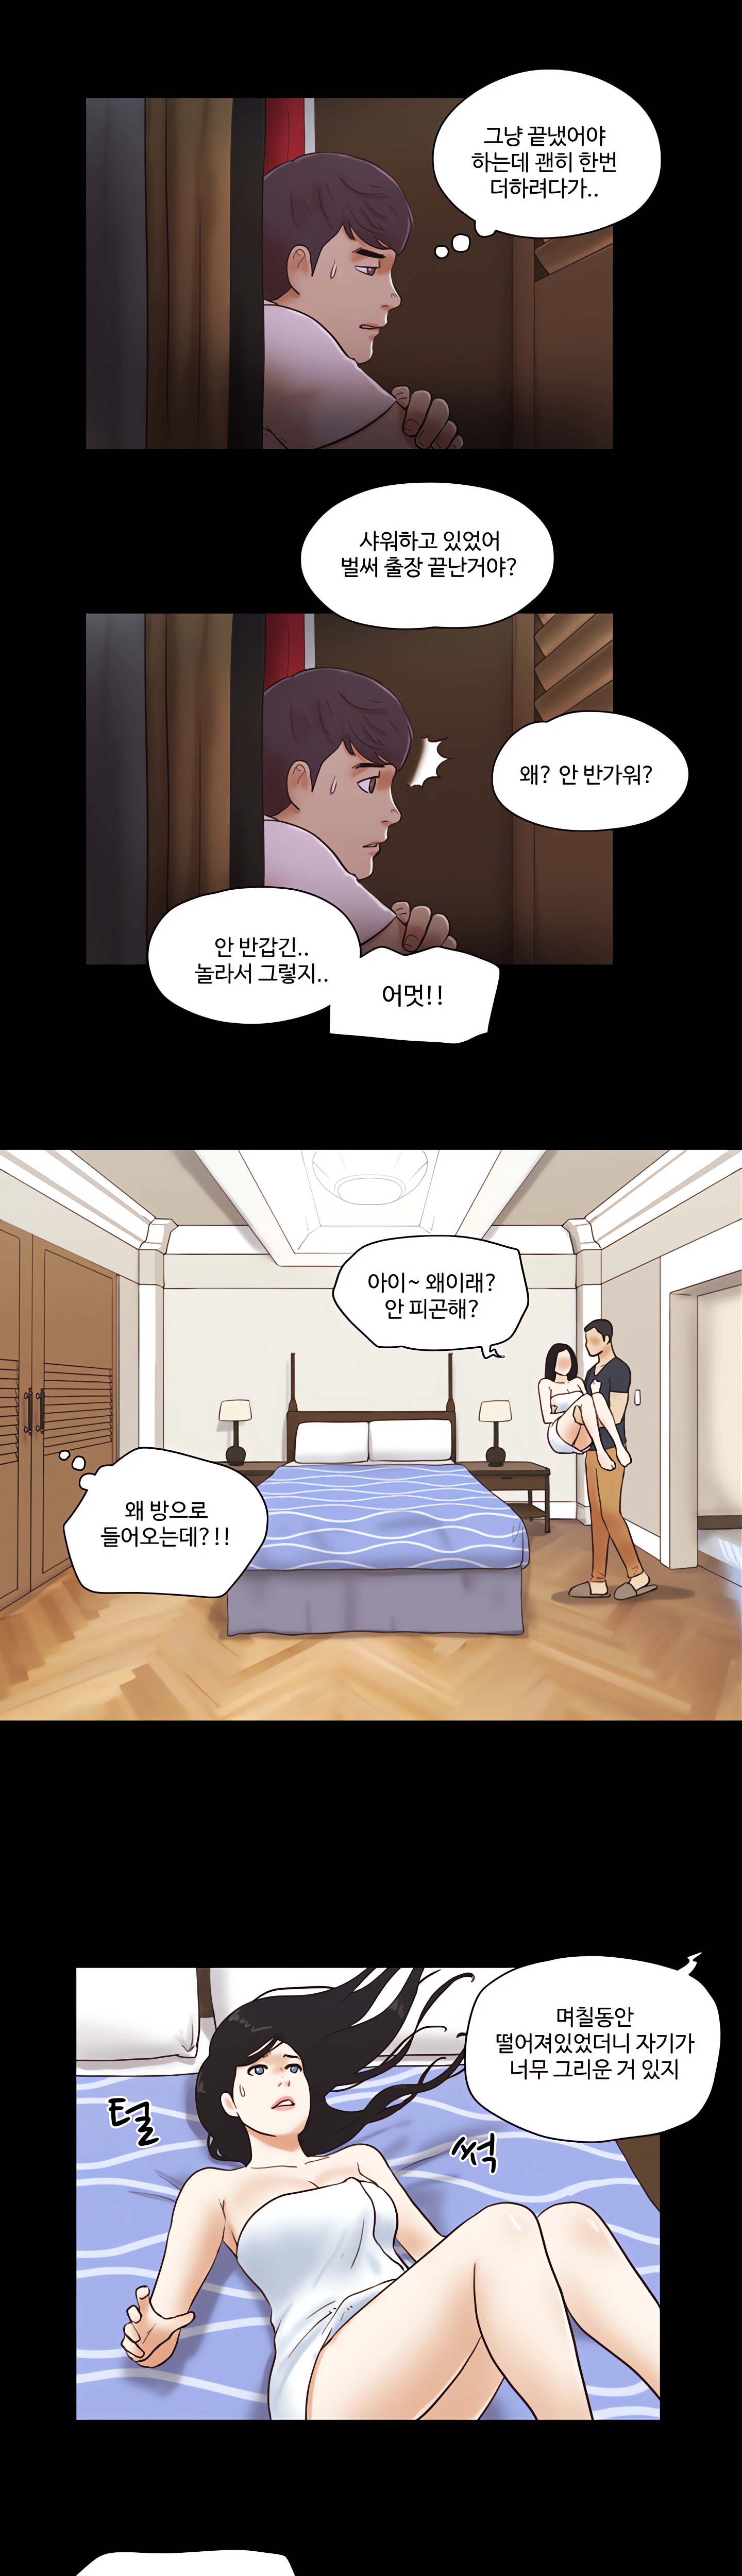 그냥 끝냈어야
하는데 괜히 한번
더하려다가..
샤워하고 있었어
벌써 출장 끝난거야?
왜? 안 반가워?
안 반갑긴..
놀라서 그렇지..
어멋!!
아이~ 왜이래?
안 피곤해?
왜 방으로
들어오는데?!!
며칠동안
떨어져있었더니 자기가
너무 그리운 거 있지
털
썩